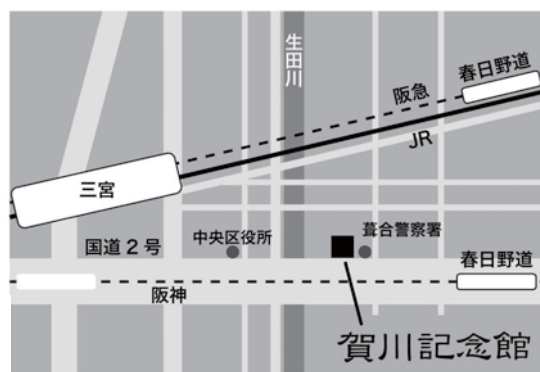 生田川
春日野道
阪急
JR
三宮
中央区役所
葺合警察署
国道2号
春日野道
阪神
賀川記念館